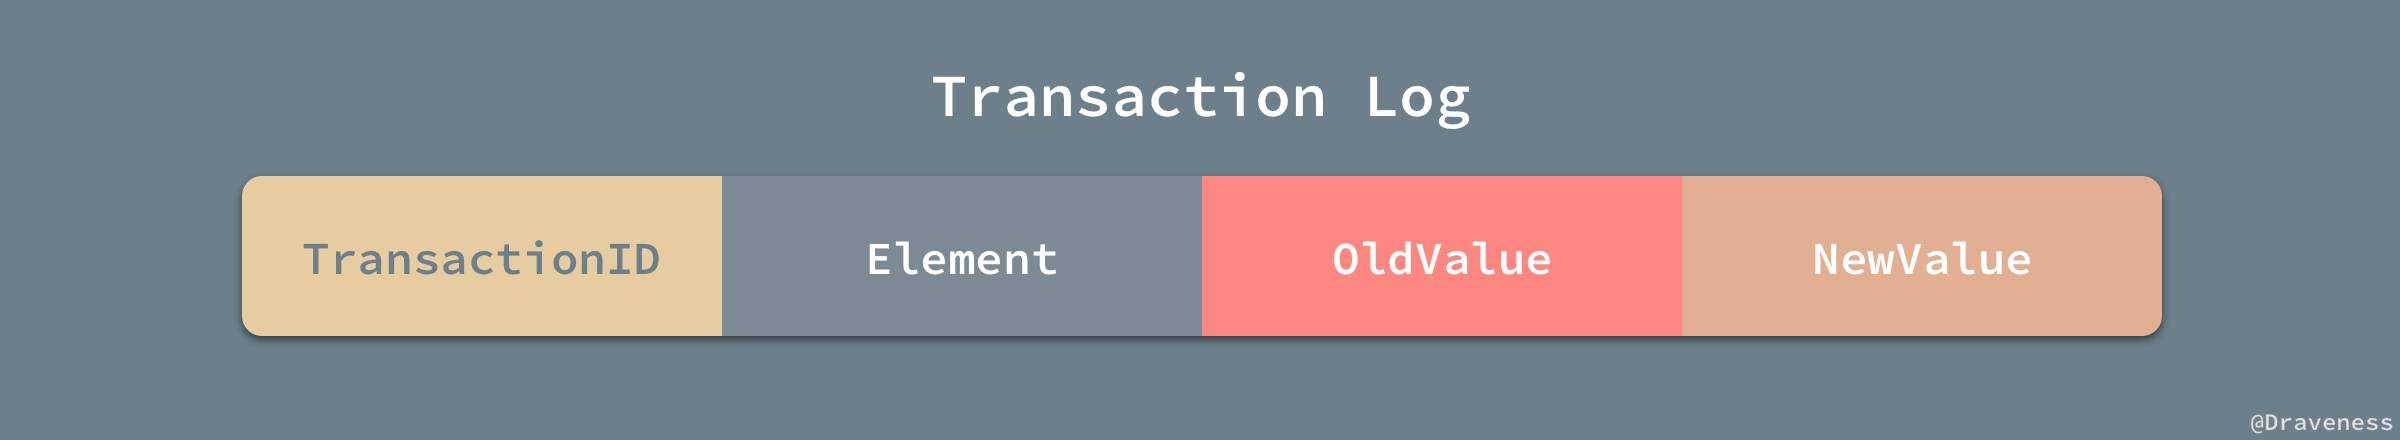 Transaction Log
TransactionID Element OldValue NewValue
@Draveness